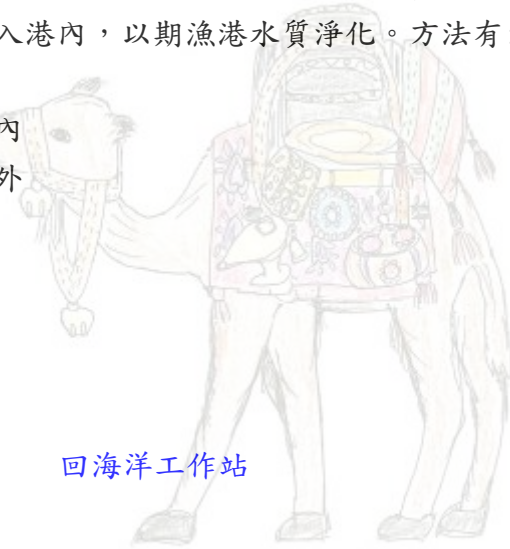 入港內，以期漁港水質淨化。方法有
內
外
回海洋工作站